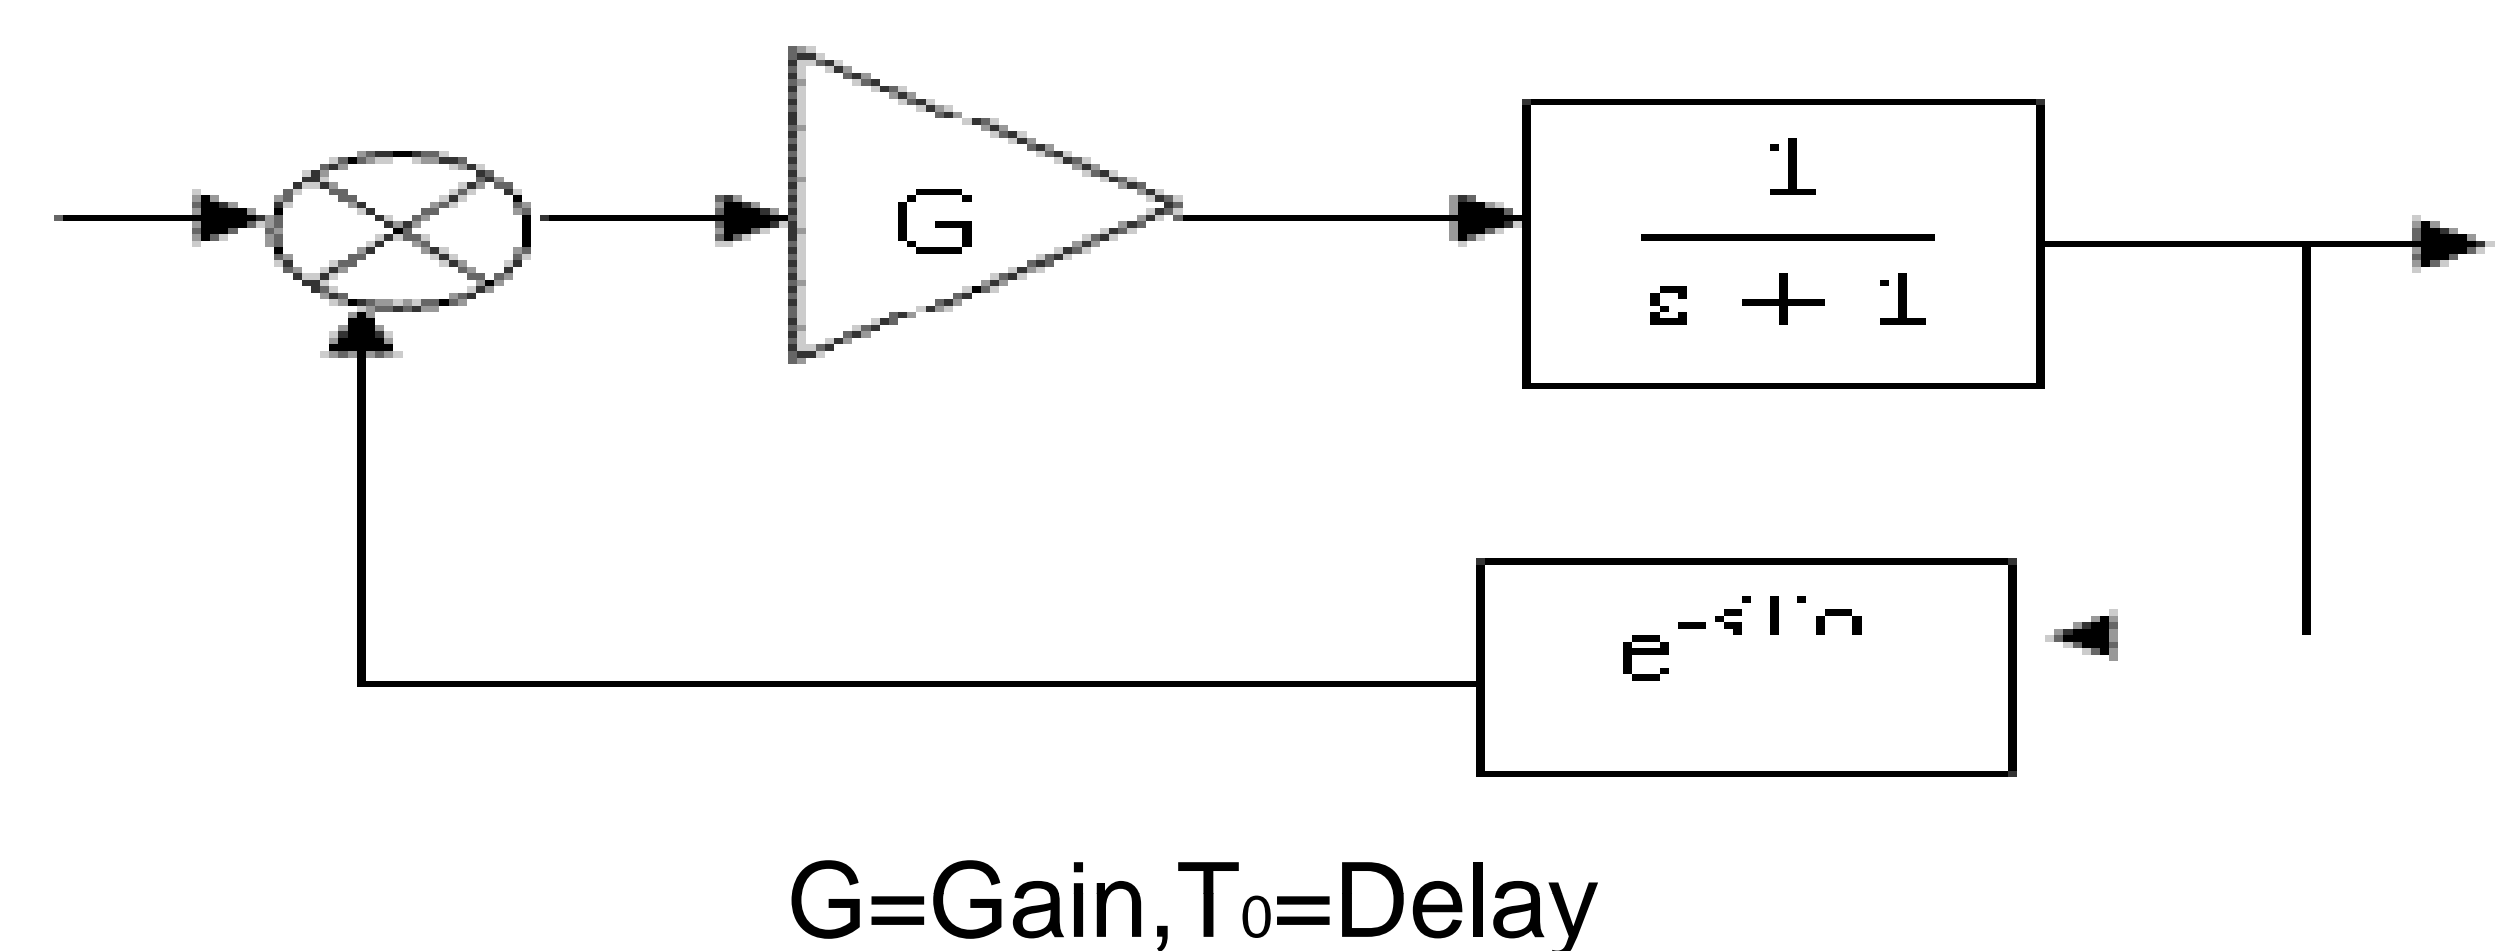 G
1
s + 1
e
G=Gain,T₀=Delay